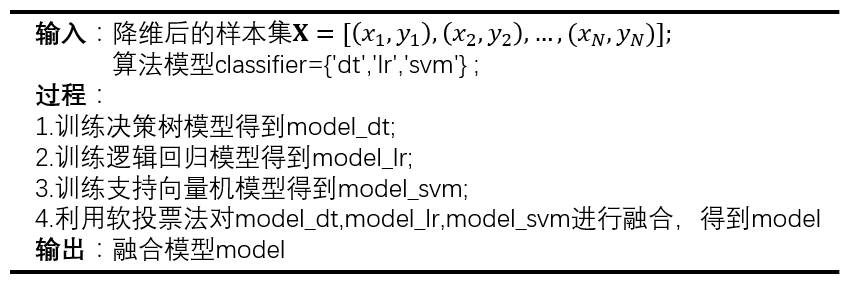 输入：降维后的样本集𝐗 = [(𝑥₁, 𝑦₁), (𝑥₂, 𝑦₂), … , (𝑥_N, 𝑦_N)];
算法模型classifier={'dt','lr','svm'} ;
过程：
1.训练决策树模型得到model_dt;
2.训练逻辑回归模型得到model_lr;
3.训练支持向量机模型得到model_svm;
4.利用软投票法对model_dt,model_lr,model_svm进行融合，得到model
输出：融合模型model